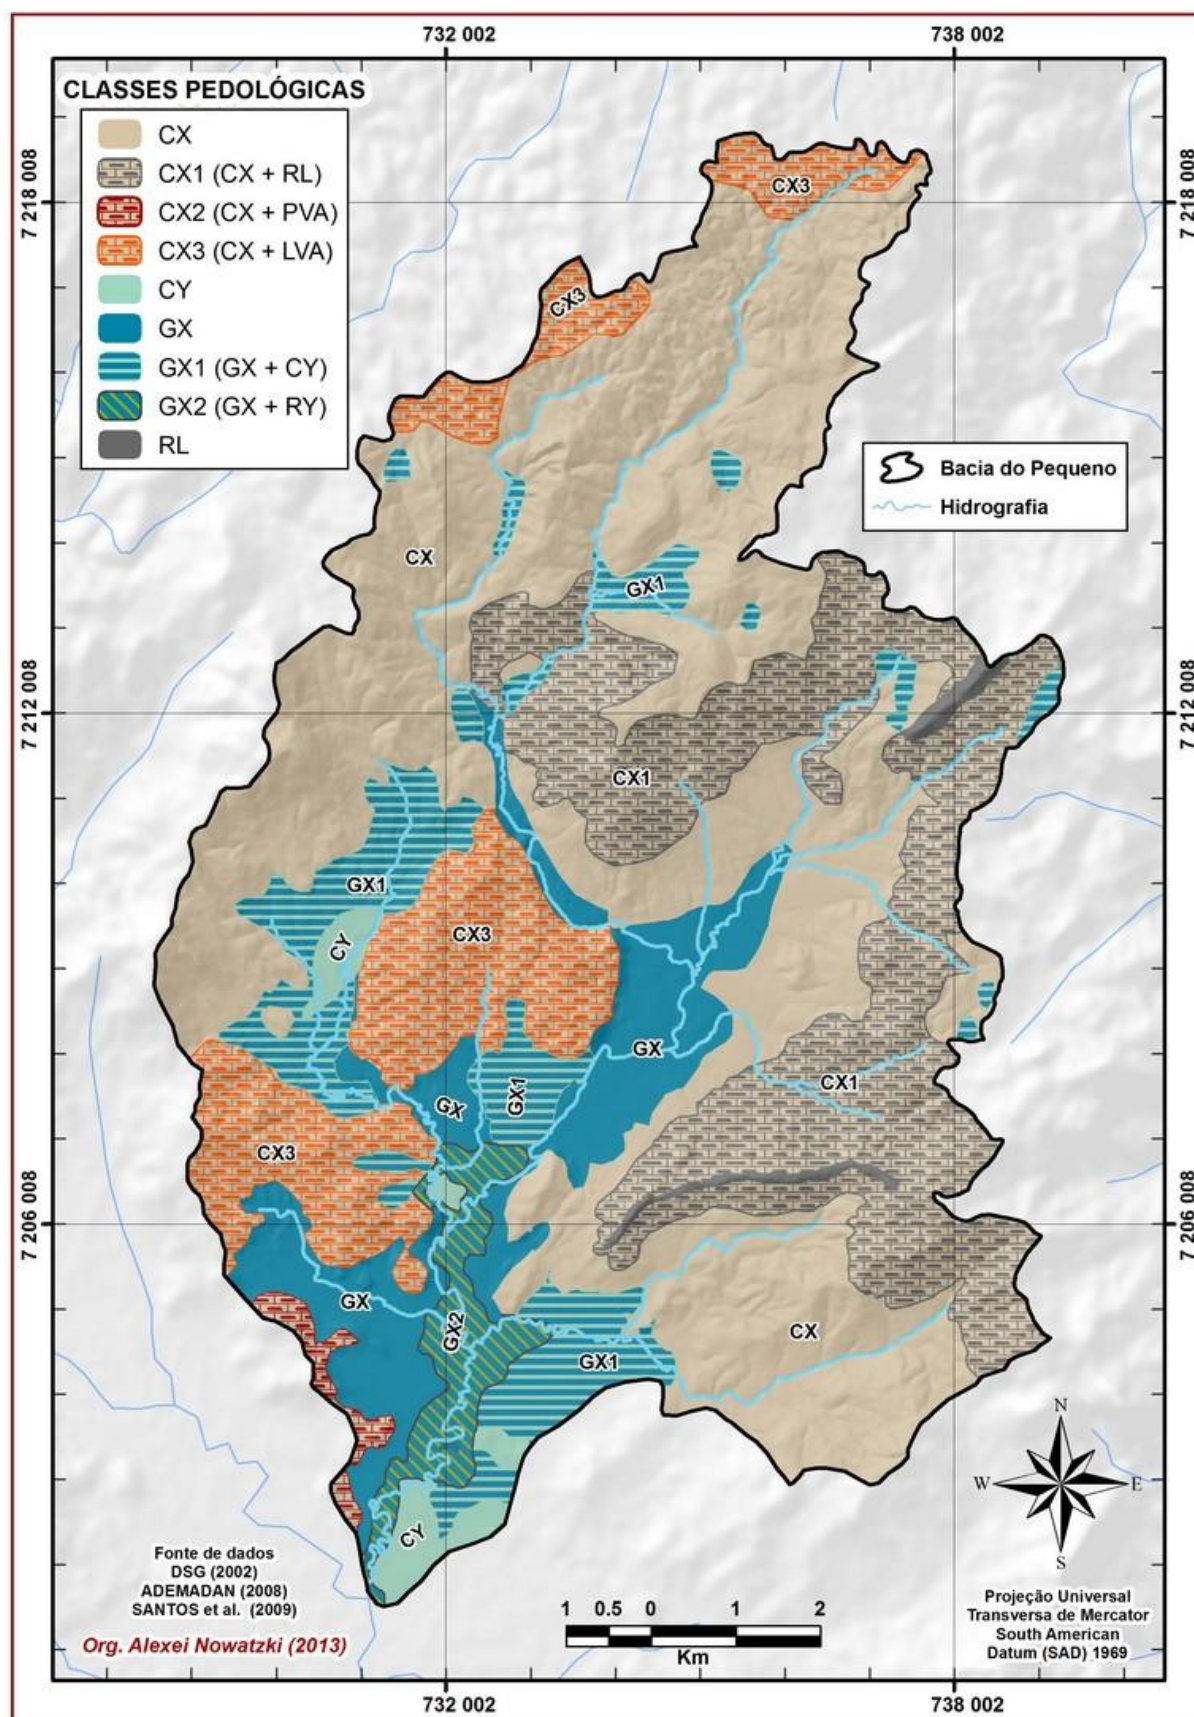 732 002
738 002
CLASSES PEDOLÓGICAS
CX
CX1 (CX + RL)
CX2 (CX + PVA)
CX3 (CX + LVA)
CY
GX
GX1 (GX + CY)
GX2 (GX + RY)
RL
7 218 008
7 218 008
CX3
CX3
Bacia do Pequeno
Hidrografia
CX
GX1
7 212 008
7 212 008
CX1
GX1
CX3
CY
GX
CX1
GX1
GX
CX3
7 206 008
7 206 008
GX
GX2
CX
GX1
N
W
E
S
CY
Fonte de dados
DSG (2002)
ADEMADAN (2008)
SANTOS et al. (2009)
Org. Alexei Nowatzki (2013)
1 0.5 0 1 2
Km
Projeção Universal
Transversa de Mercator
South American
Datum (SAD) 1969
732 002
738 002